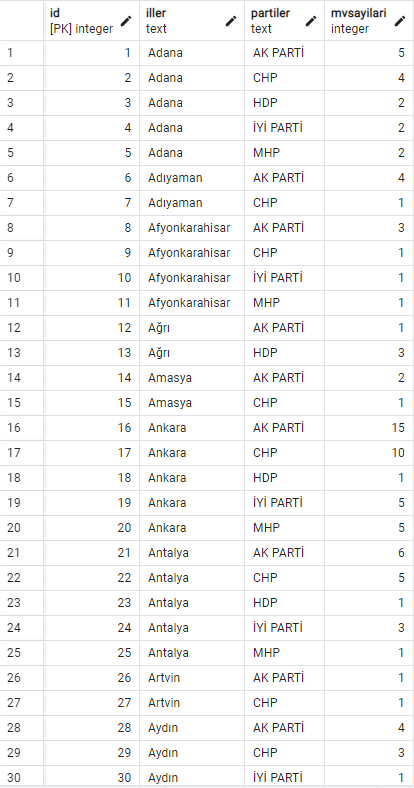 id iller partiler mvsayilari
[PK] integer text text integer
1 1 Adana AK PARTİ 5
2 2 Adana CHP 4
3 3 Adana HDP 2
4 4 Adana İYİ PARTİ 2
5 5 Adana MHP 2
6 6 Adıyaman AK PARTİ 4
7 7 Adıyaman CHP 1
8 8 Afyonkarahisar AK PARTİ 3
9 9 Afyonkarahisar CHP 1
10 10 Afyonkarahisar İYİ PARTİ 1
11 11 Afyonkarahisar MHP 1
12 12 Ağrı AK PARTİ 1
13 13 Ağrı HDP 3
14 14 Amasya AK PARTİ 2
15 15 Amasya CHP 1
16 16 Ankara AK PARTİ 15
17 17 Ankara CHP 10
18 18 Ankara HDP 1
19 19 Ankara İYİ PARTİ 5
20 20 Ankara MHP 5
21 21 Antalya AK PARTİ 6
22 22 Antalya CHP 5
23 23 Antalya HDP 1
24 24 Antalya İYİ PARTİ 3
25 25 Antalya MHP 1
26 26 Artvin AK PARTİ 1
27 27 Artvin CHP 1
28 28 Aydın AK PARTİ 4
29 29 Aydın CHP 3
30 30 Aydın İYİ PARTİ 1